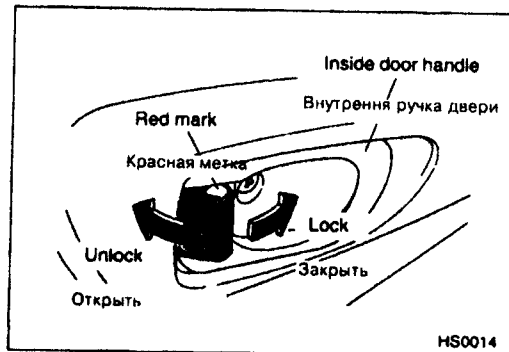 Inside door handle
Внутрення ручка двери
Red mark
Красная метка
Lock
Закрыть
Unlock
Открыть
HS0014